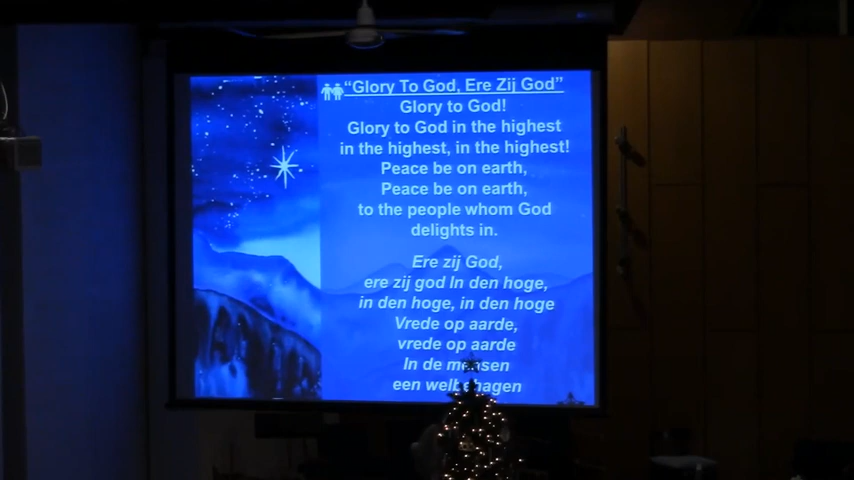 “Glory To God, Ere Zij God”
Glory to God!
Glory to God in the highest
in the highest, in the highest!
Peace be on earth,
Peace be on earth,
to the people whom God
delights in.
Ere zij God,
ere zij god In den hoge,
in den hoge, in den hoge
Vrede op aarde,
vrede op aarde
In de mensen
een welbehagen